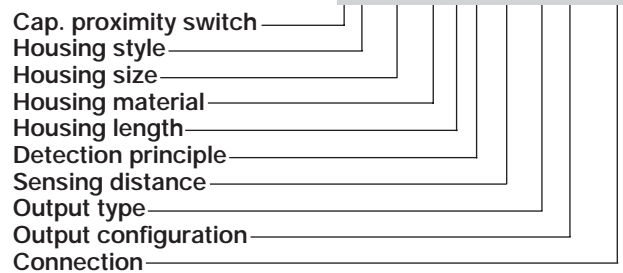 Cap. proximity switch
Housing style
Housing size
Housing material
Housing length
Detection principle
Sensing distance
Output type
Output configuration
Connection